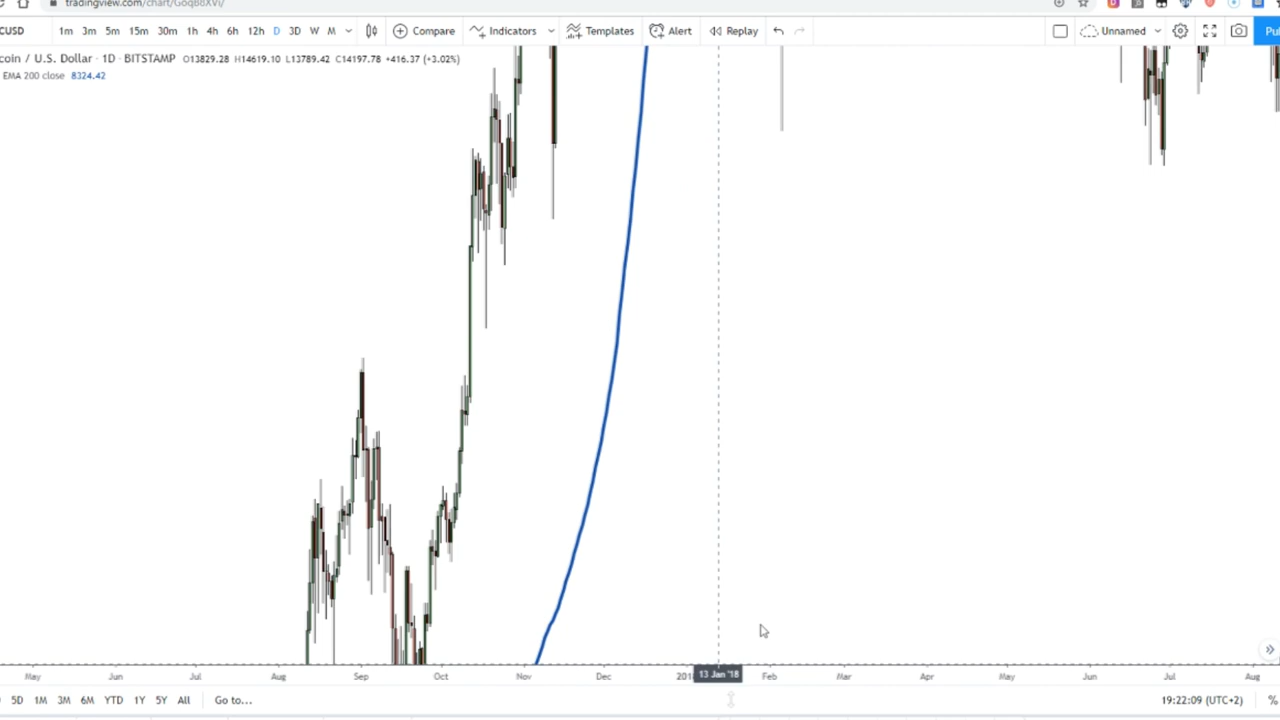 tradingview.com/chart/GoqB8XVi/
CUSD 1m 3m 5m 15m 30m 1h 4h 6h 12h D 3D W M Compare Indicators Templates Alert Replay Unnamed Pul
coin / U.S. Dollar · 1D · BITSTAMP O13829.28 H14619.10 L13789.42 C14197.78 +416.37 (+3.02%)
EMA 200 close 8324.42
May Jun Jul Aug Sep Oct Nov Dec 2018 13 Jan '18 Feb Mar Apr May Jun Jul Aug
5D 1M 3M 6M YTD 1Y 5Y All Go to... 19:22:09 (UTC+2) %